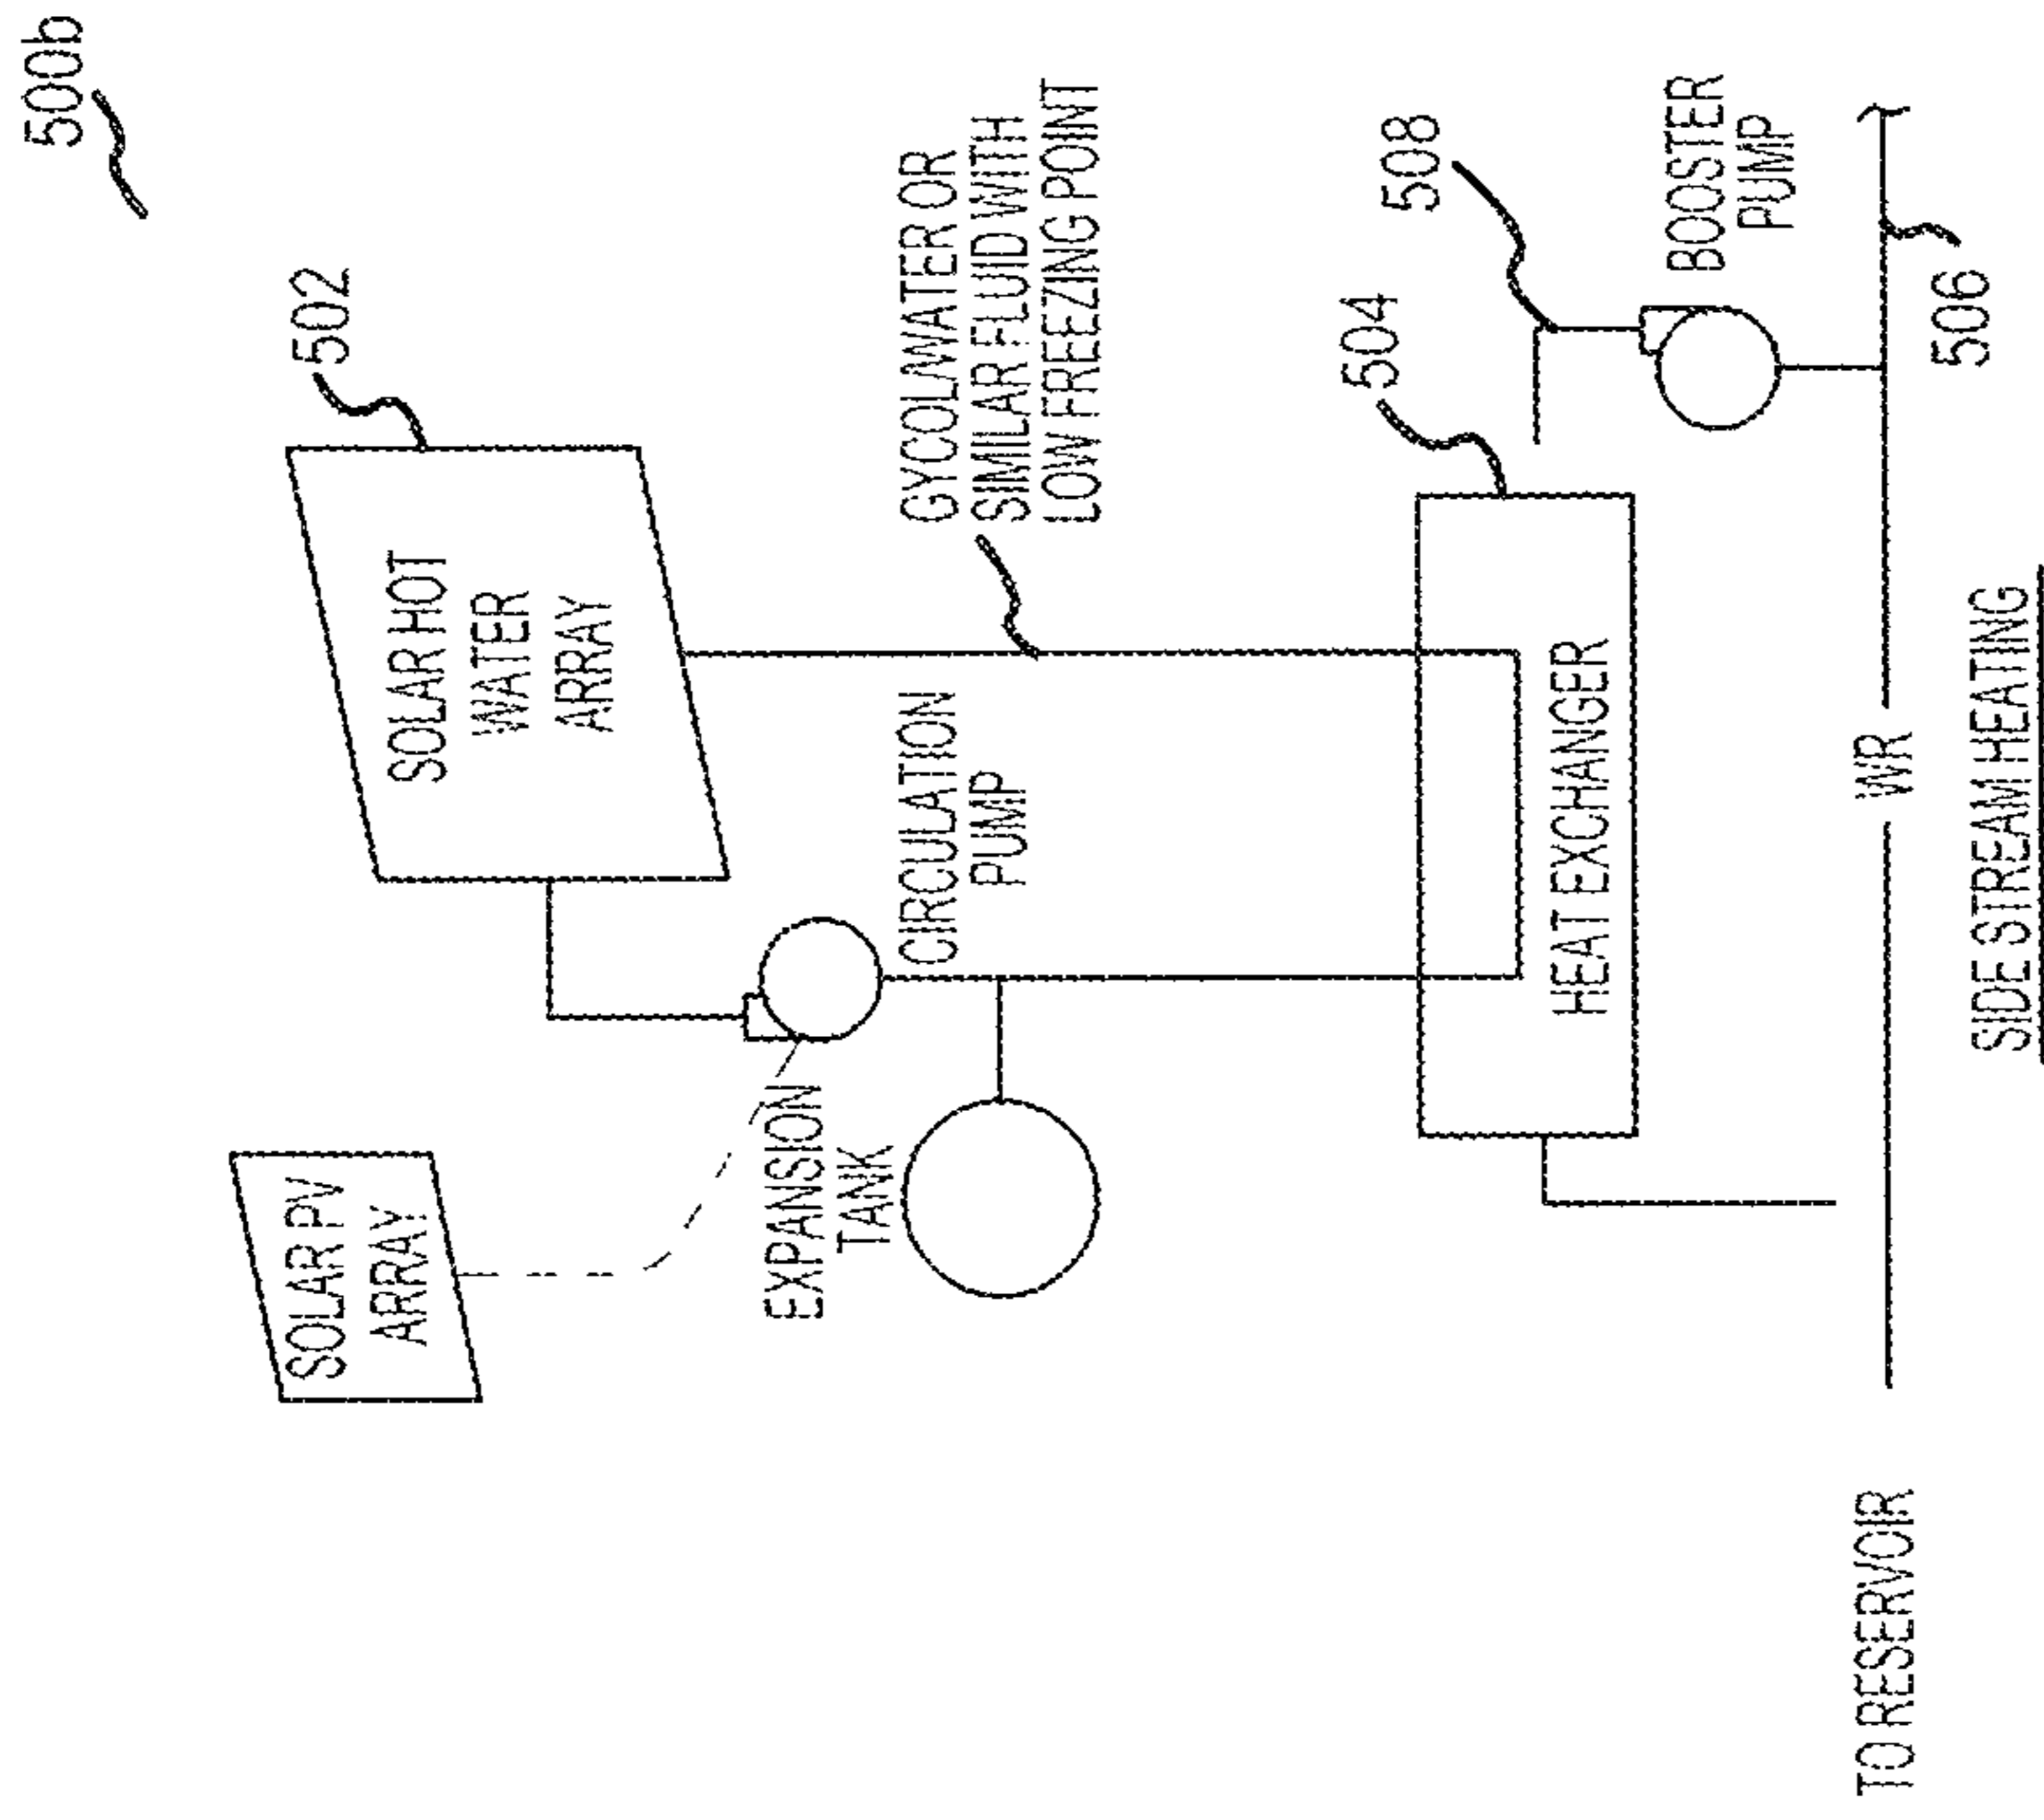 500b
SOLAR PV
ARRAY
SOLAR HOT
WATER
ARRAY
502
EXPANSION
TANK
CIRCULATION
PUMP
GYCOL/WATER OR
SIMILAR FLUID WITH
LOW FREEZING POINT
HEAT EXCHANGER
504
508
BOOSTER
PUMP
TO RESERVOIR
WR
506
SIDE STREAM HEATING